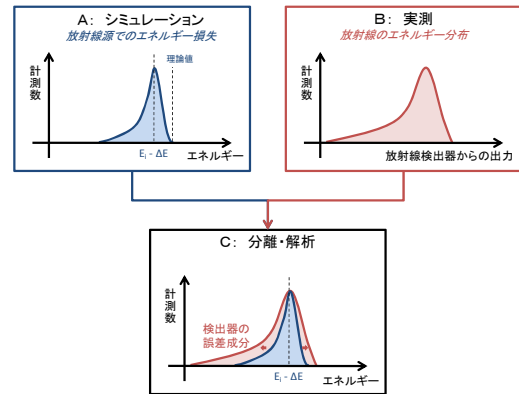 A： シミュレーション
放射線源でのエネルギー損失
理論値
計測数
Ei - ΔE
エネルギー
B： 実測
放射線のエネルギー分布
計測数
放射線検出器からの出力
C： 分離・解析
計測数
検出器の
誤差成分
Ei - ΔE
エネルギー